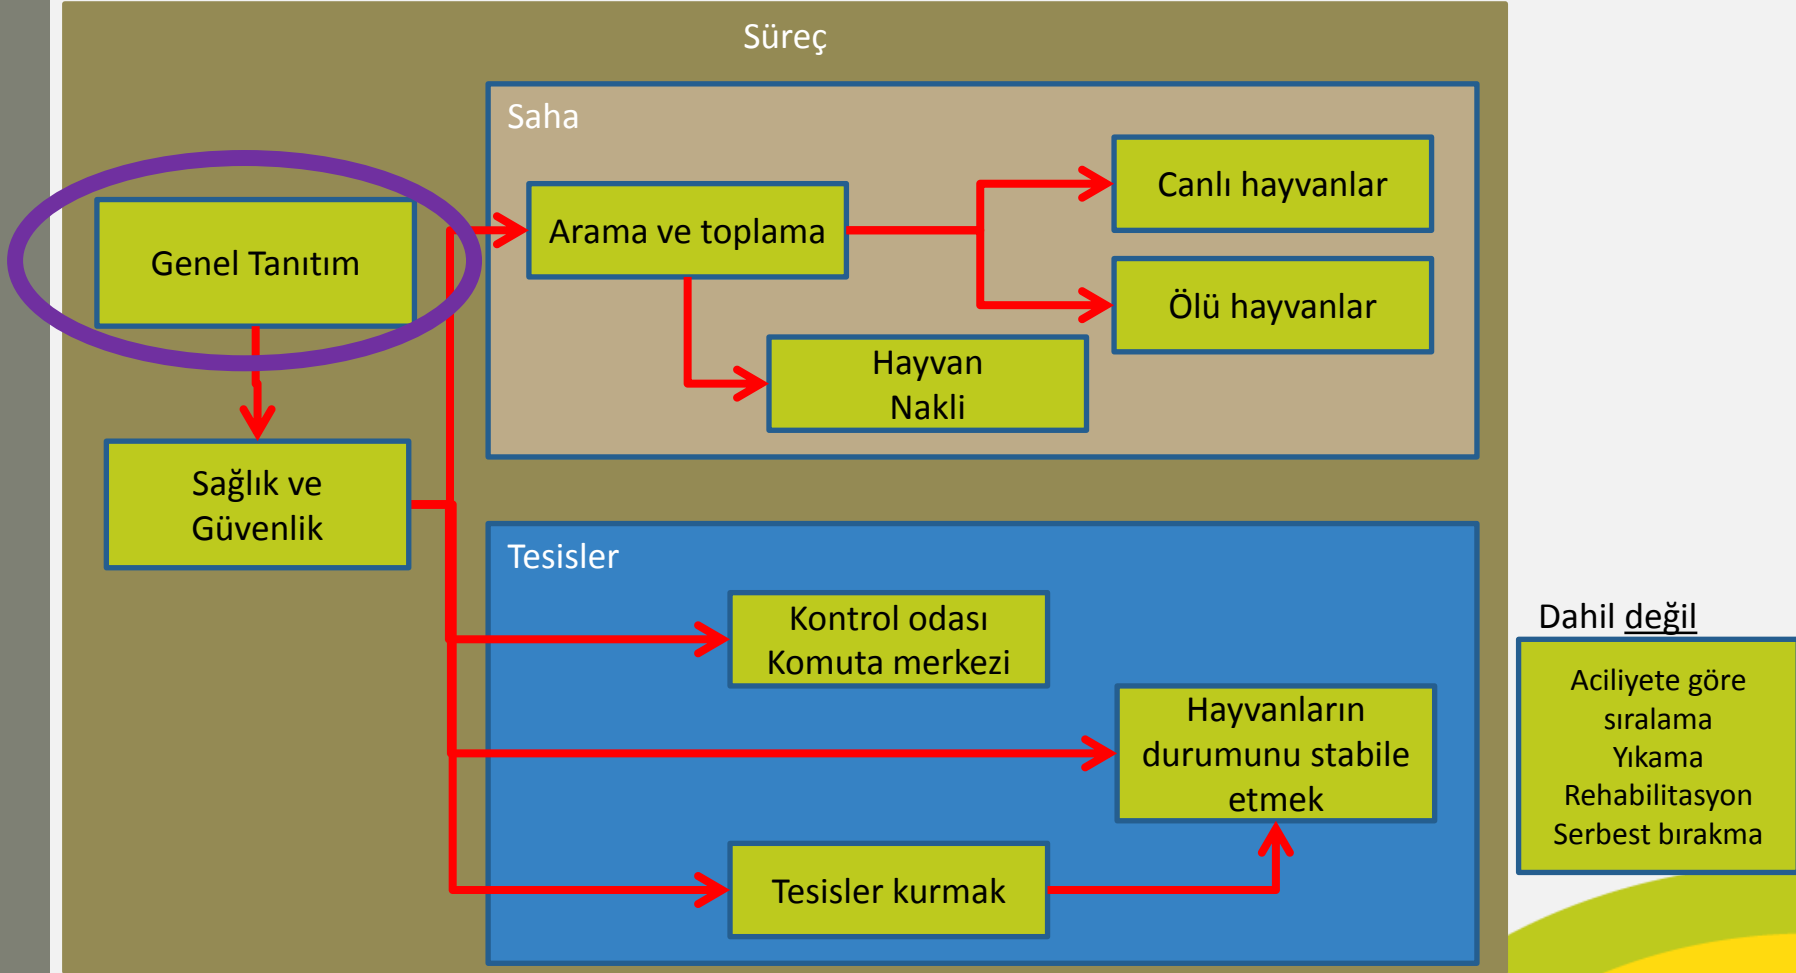 Süreç
Saha
Genel Tanıtım
Arama ve toplama
Canlı hayvanlar
Ölü hayvanlar
Hayvan
Nakli
Sağlık ve
Güvenlik
Tesisler
Kontrol odası
Komuta merkezi
Hayvanların
durumunu stabile
etmek
Tesisler kurmak
Dahil değil
Aciliyete göre
sıralama
Yıkama
Rehabilitasyon
Serbest bırakma